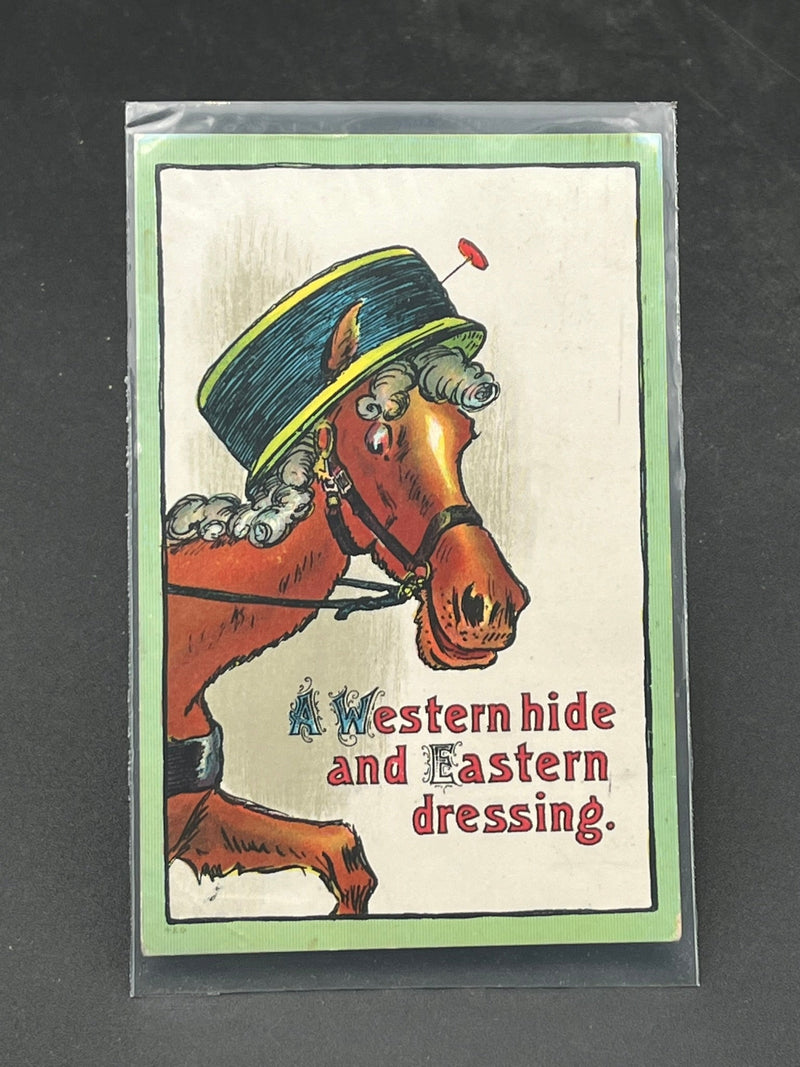 A Western hide
and Eastern
dressing.